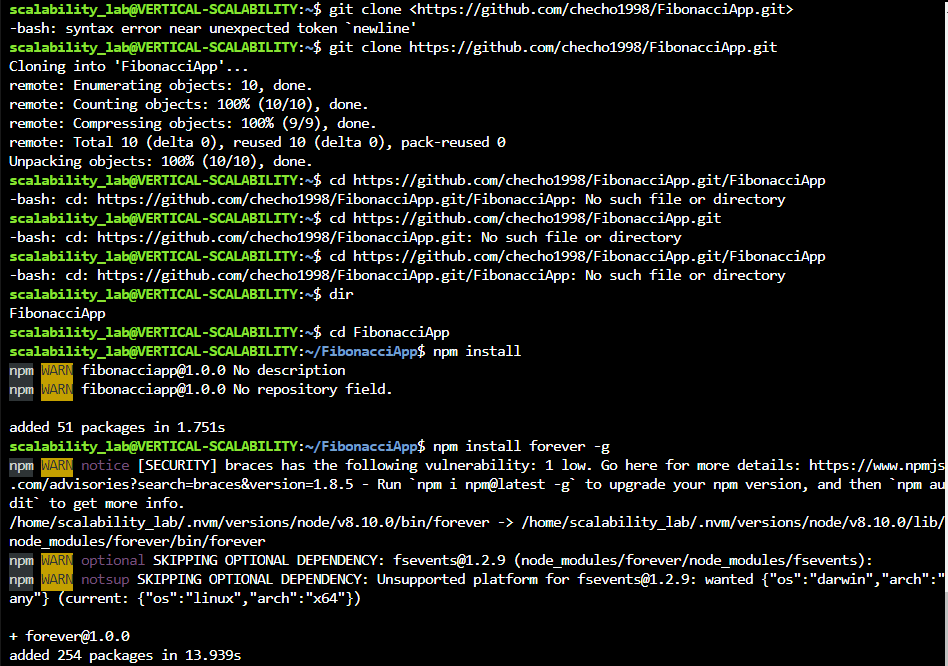 scalability_lab@VERTICAL-SCALABILITY:~$ git clone <https://github.com/checho1998/FibonacciApp.git>
-bash: syntax error near unexpected token `newline'
scalability_lab@VERTICAL-SCALABILITY:~$ git clone https://github.com/checho1998/FibonacciApp.git
Cloning into 'FibonacciApp'...
remote: Enumerating objects: 10, done.
remote: Counting objects: 100% (10/10), done.
remote: Compressing objects: 100% (9/9), done.
remote: Total 10 (delta 0), reused 10 (delta 0), pack-reused 0
Unpacking objects: 100% (10/10), done.
scalability_lab@VERTICAL-SCALABILITY:~$ cd https://github.com/checho1998/FibonacciApp.git/FibonacciApp
-bash: cd: https://github.com/checho1998/FibonacciApp.git/FibonacciApp: No such file or directory
scalability_lab@VERTICAL-SCALABILITY:~$ cd https://github.com/checho1998/FibonacciApp.git
-bash: cd: https://github.com/checho1998/FibonacciApp.git: No such file or directory
scalability_lab@VERTICAL-SCALABILITY:~$ cd https://github.com/checho1998/FibonacciApp.git/FibonacciApp
-bash: cd: https://github.com/checho1998/FibonacciApp.git/FibonacciApp: No such file or directory
scalability_lab@VERTICAL-SCALABILITY:~$ dir
FibonacciApp
scalability_lab@VERTICAL-SCALABILITY:~$ cd FibonacciApp
scalability_lab@VERTICAL-SCALABILITY:~/FibonacciApp$ npm install
npm WARN fibonacciapp@1.0.0 No description
npm WARN fibonacciapp@1.0.0 No repository field.
added 51 packages in 1.751s
scalability_lab@VERTICAL-SCALABILITY:~/FibonacciApp$ npm install forever -g
npm WARN notice [SECURITY] braces has the following vulnerability: 1 low. Go here for more details: https://www.npmjs
.com/advisories?search=braces&version=1.8.5 - Run `npm i npm@latest -g` to upgrade your npm version, and then `npm au
dit` to get more info.
/home/scalability_lab/.nvm/versions/node/v8.10.0/bin/forever -> /home/scalability_lab/.nvm/versions/node/v8.10.0/lib/
node_modules/forever/bin/forever
npm WARN optional SKIPPING OPTIONAL DEPENDENCY: fsevents@1.2.9 (node_modules/forever/node_modules/fsevents):
npm WARN notsup SKIPPING OPTIONAL DEPENDENCY: Unsupported platform for fsevents@1.2.9: wanted {"os":"darwin","arch":"
any"} (current: {"os":"linux","arch":"x64"})
+ forever@1.0.0
added 254 packages in 13.939s